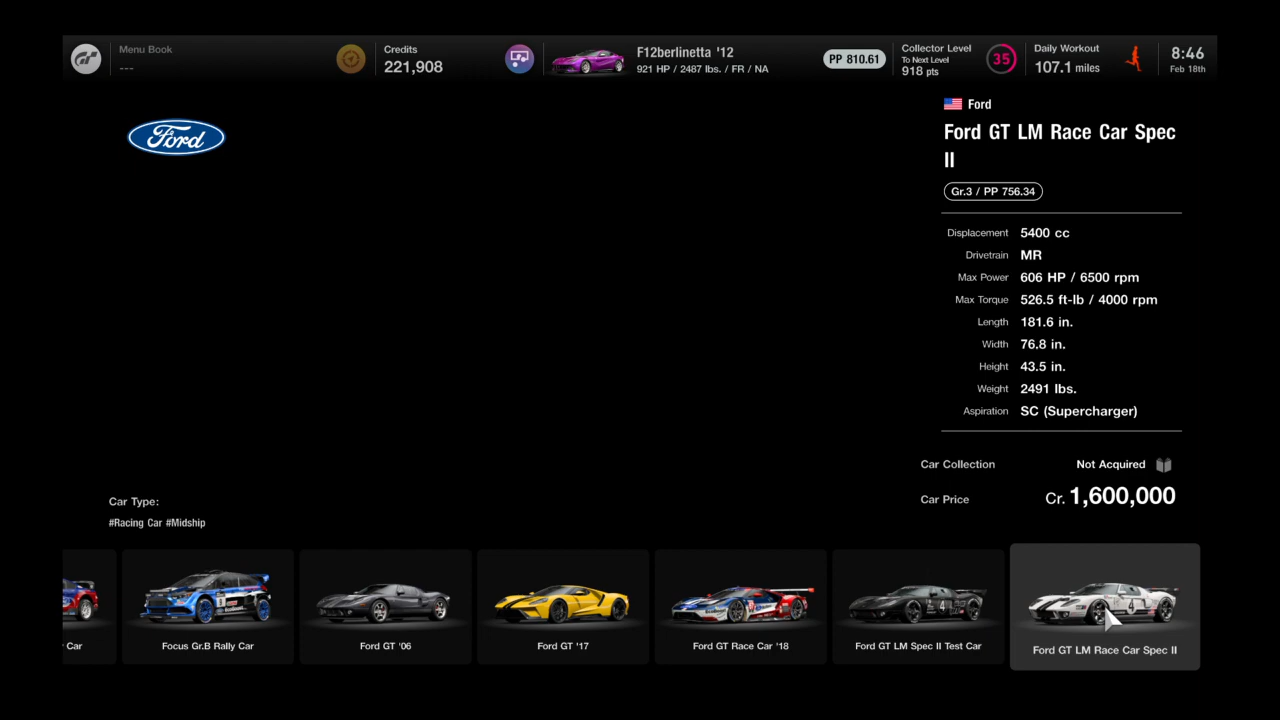 Menu Book
---
Credits
221,908
F12berlinetta '12
921 HP / 2487 lbs. / FR / NA
PP 810.61
Collector Level
To Next Level
918 pts
35
Daily Workout
107.1 miles
8:46
Feb 18th
Ford
Ford
Ford GT LM Race Car Spec
II
Gr.3 / PP 756.34
Displacement 5400 cc
Drivetrain MR
Max Power 606 HP / 6500 rpm
Max Torque 526.5 ft-lb / 4000 rpm
Length 181.6 in.
Width 76.8 in.
Height 43.5 in.
Weight 2491 lbs.
Aspiration SC (Supercharger)
Car Collection Not Acquired
Car Price Cr. 1,600,000
Car Type:
#Racing Car #Midship
Car
Focus Gr.B Rally Car
Ford GT '06
Ford GT '17
Ford GT Race Car '18
Ford GT LM Spec II Test Car
Ford GT LM Race Car Spec II